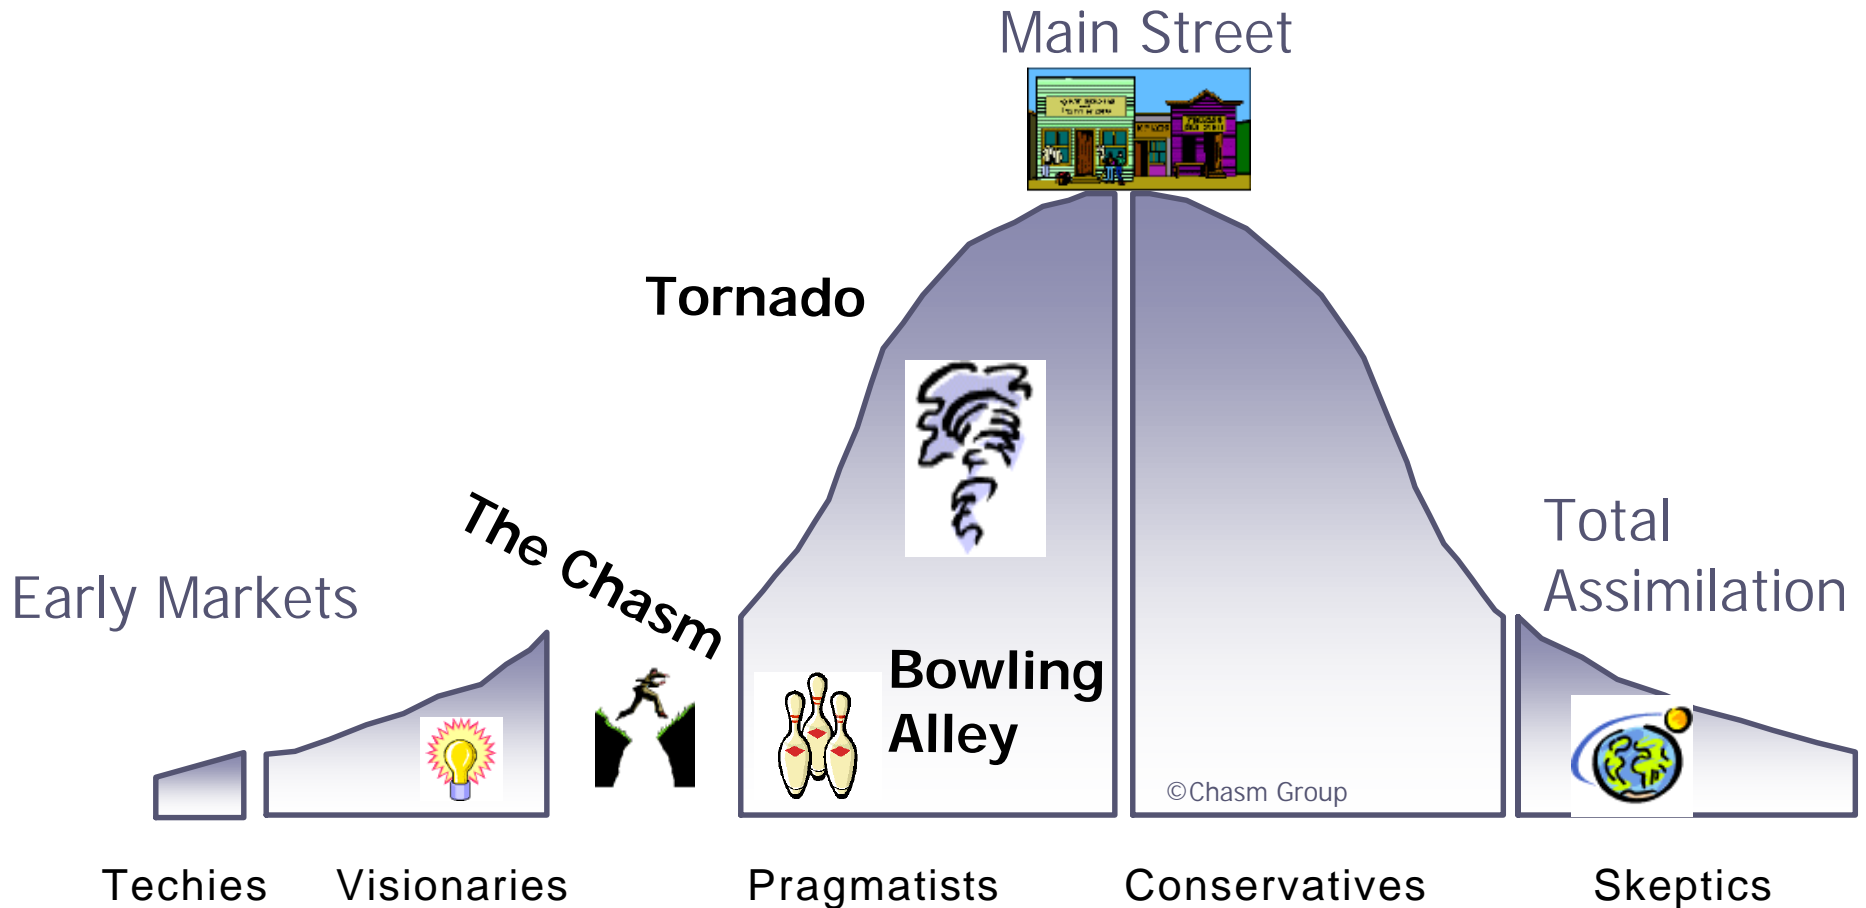 Main Street
Tornado
The Chasm
Early Markets
Total
Assimilation
Bowling
Alley
©Chasm Group
Techies
Visionaries
Pragmatists
Conservatives
Skeptics